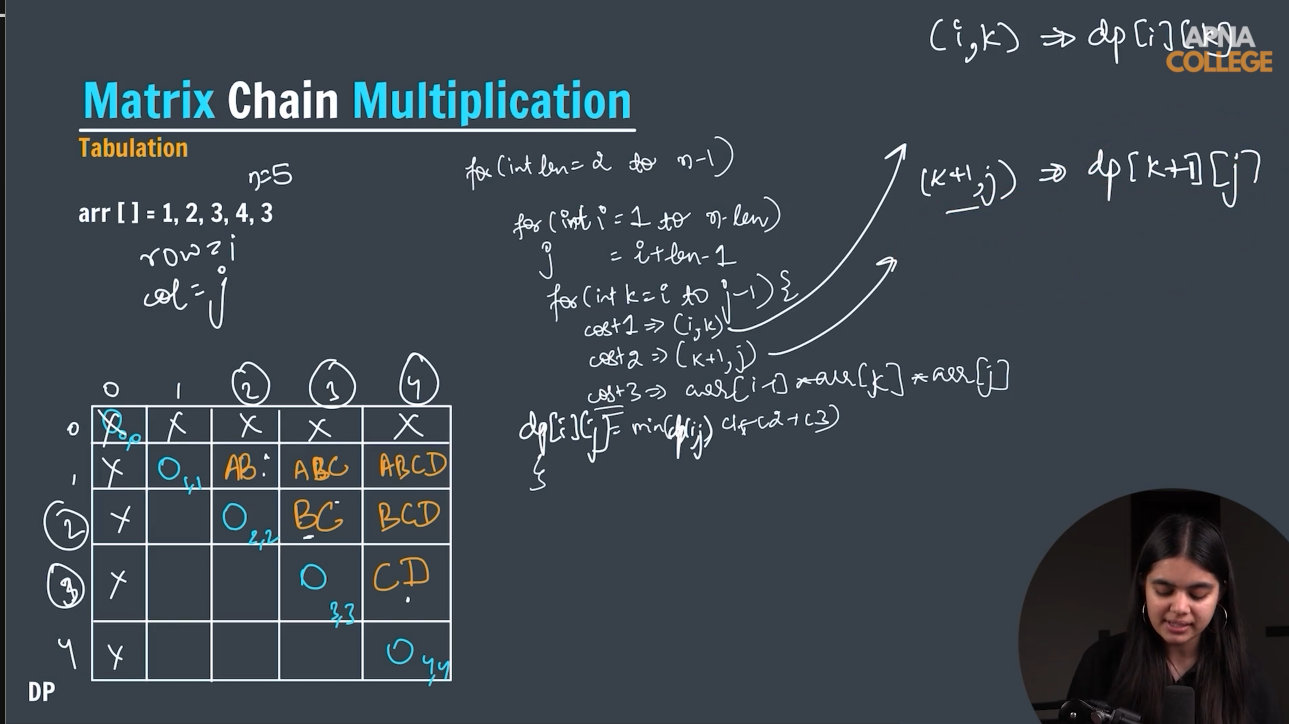 (i,k) ⇒ dp[i][k]
APNA
COLLEGE
Matrix Chain Multiplication
Tabulation
n=5
arr [ ] = 1, 2, 3, 4, 3
row = i
col = j
for(int len = 2 to n-1)
for(int i = 1 to n-len)
j = i+len-1
for(int k = i to j-1) {
cost1 ⇒ (i,k)
cost2 ⇒ (k+1,j)
cost3 ⇒ arr[i-1] * arr[k] * arr[j]
dp[i][j] = min(dp[ij], c1+c2+c3)
}
(k+1,j) ⇒ dp[k+1][j]
0 1 2 3 4
0 X 0,0 X X X X
1 X 0 1,1 AB ABC ABCD
2 X 0 2,2 BC BCD
3 X 0 3,3 CD
4 X 0 4,4
DP